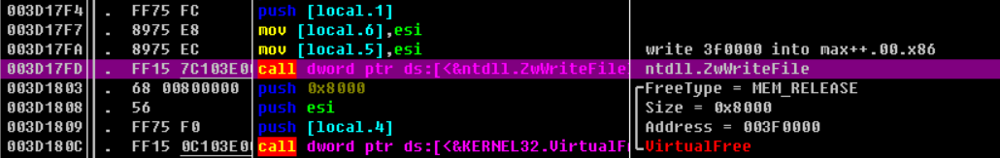 003D17F4 . FF75 FC push [local.1]
003D17F7 . 8975 E8 mov [local.6],esi
003D17FA . 8975 EC mov [local.5],esi write 3f0000 into max++.00.x86
003D17FD . FF15 7C103E00 call dword ptr ds:[<&ntdll.ZwWriteFile ntdll.ZwWriteFile
003D1803 . 68 00800000 push 0x8000 FreeType = MEM_RELEASE
003D1808 . 56 push esi Size = 0x8000
003D1809 . FF75 F0 push [local.4] Address = 003F0000
003D180C . FF15 0C103E00 call dword ptr ds:[<&KERNEL32.VirtualF VirtualFree